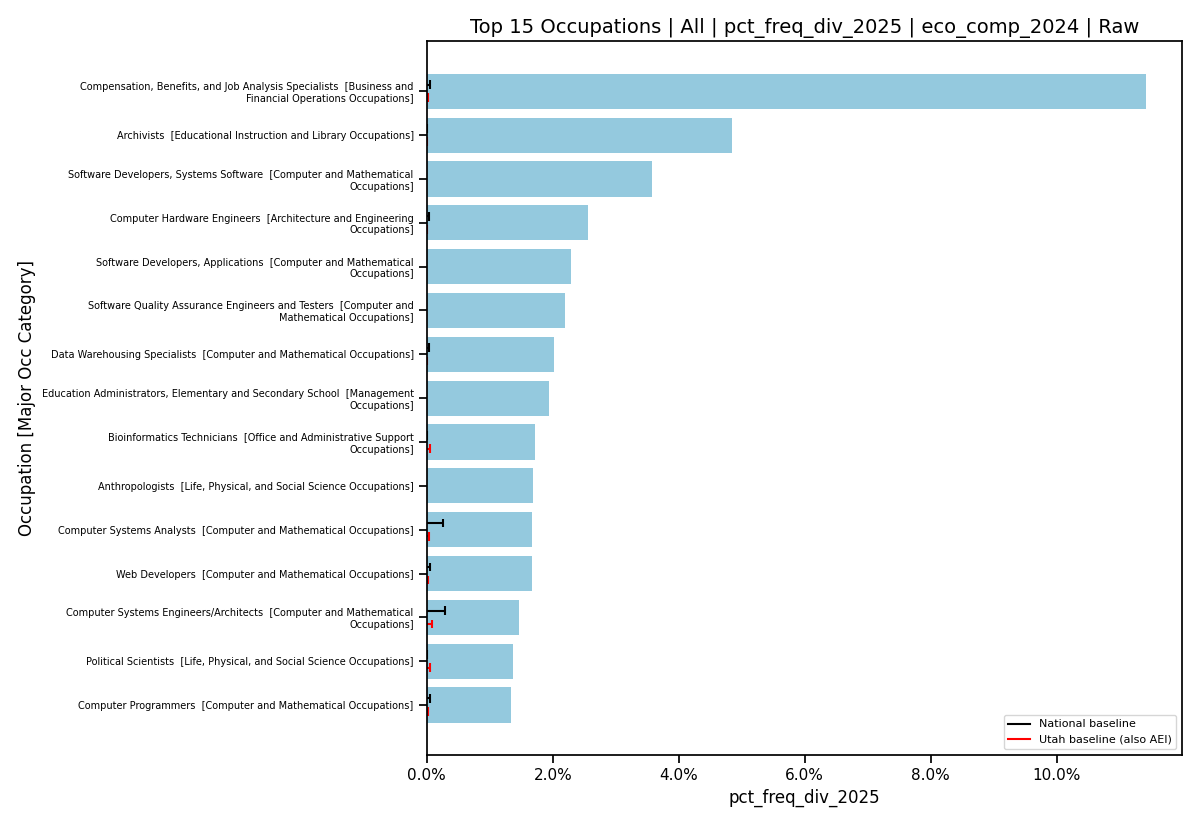 Top 15 Occupations | All | pct_freq_div_2025 | eco_comp_2024 | Raw
Occupation [Major Occ Category]
Compensation, Benefits, and Job Analysis Specialists  [Business and
Financial Operations Occupations]
Archivists  [Educational Instruction and Library Occupations]
Software Developers, Systems Software  [Computer and Mathematical
Occupations]
Computer Hardware Engineers  [Architecture and Engineering
Occupations]
Software Developers, Applications  [Computer and Mathematical
Occupations]
Software Quality Assurance Engineers and Testers  [Computer and
Mathematical Occupations]
Data Warehousing Specialists  [Computer and Mathematical Occupations]
Education Administrators, Elementary and Secondary School  [Management
Occupations]
Bioinformatics Technicians  [Office and Administrative Support
Occupations]
Anthropologists  [Life, Physical, and Social Science Occupations]
Computer Systems Analysts  [Computer and Mathematical Occupations]
Web Developers  [Computer and Mathematical Occupations]
Computer Systems Engineers/Architects  [Computer and Mathematical
Occupations]
Political Scientists  [Life, Physical, and Social Science Occupations]
Computer Programmers  [Computer and Mathematical Occupations]
National baseline
Utah baseline (also AEI)
0.0% 2.0% 4.0% 6.0% 8.0% 10.0%
pct_freq_div_2025